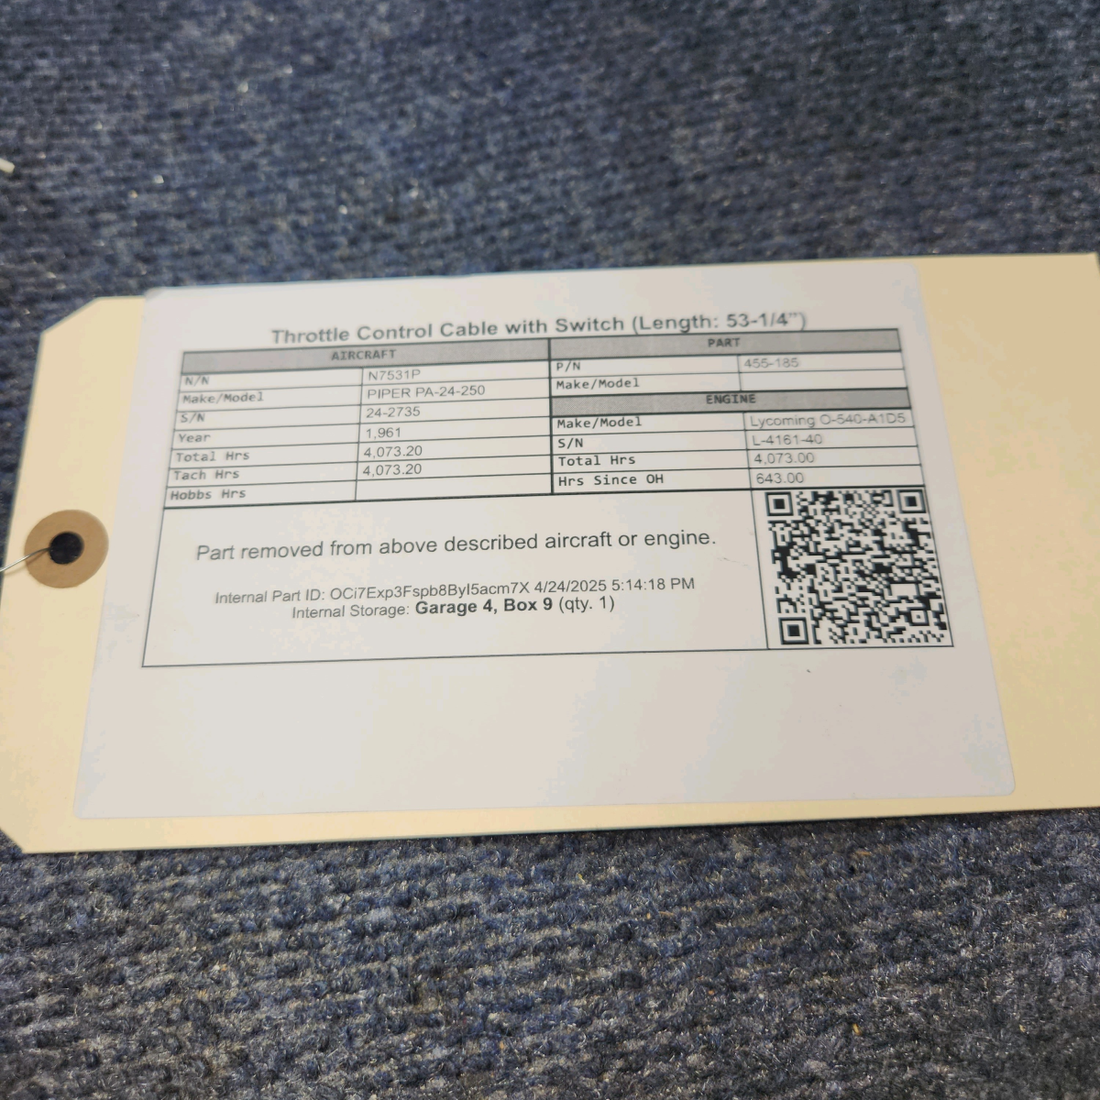 Throttle Control Cable with Switch (Length: 53-1/4")
AIRCRAFT
N/N N7531P
Make/Model PIPER PA-24-250
S/N 24-2735
Year 1,961
Total Hrs 4,073.20
Tach Hrs 4,073.20
Hobbs Hrs
PART
P/N 455-185
Make/Model
ENGINE
Make/Model Lycoming O-540-A1D5
S/N L-4161-40
Total Hrs 4,073.00
Hrs Since OH 643.00
Part removed from above described aircraft or engine.
Internal Part ID: OCi7Exp3Fspb8Byl5acm7X 4/24/2025 5:14:18 PM
Internal Storage: Garage 4, Box 9 (qty. 1)